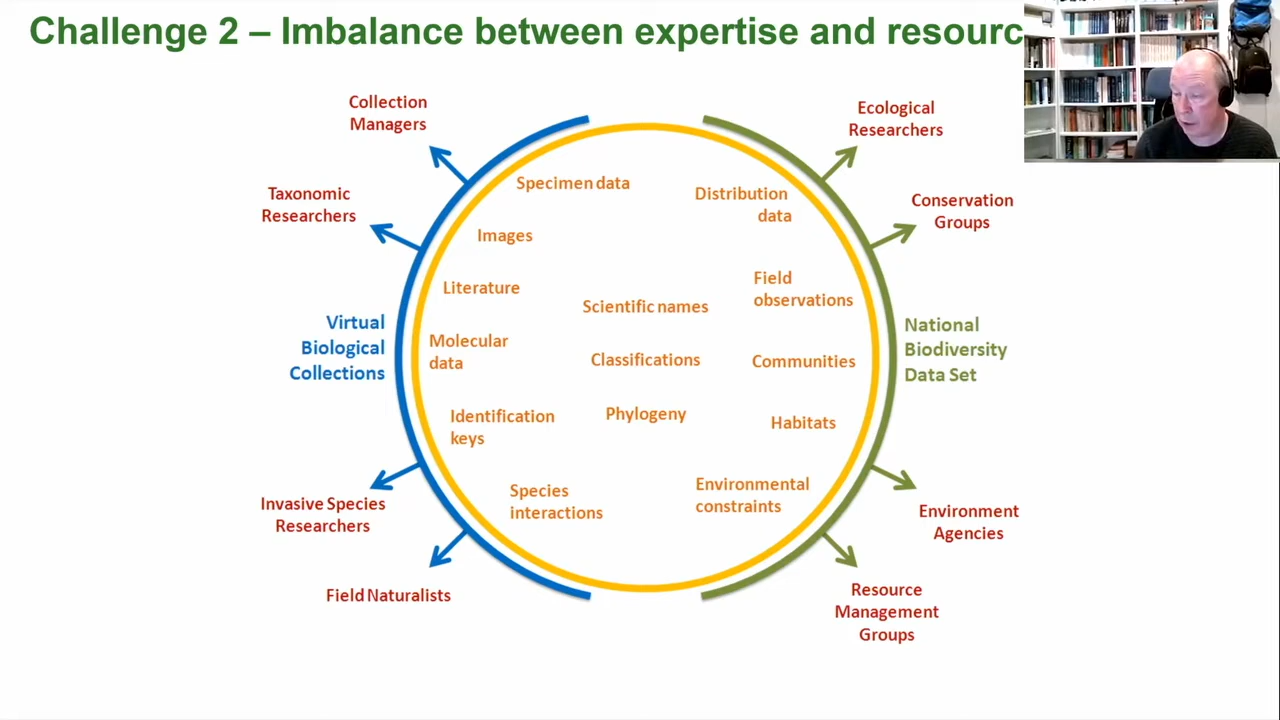 Challenge 2 – Imbalance between expertise and resourc
Collection
Managers
Taxonomic
Researchers
Virtual
Biological
Collections
Invasive Species
Researchers
Field Naturalists
Specimen data
Images
Literature
Molecular
data
Identification
keys
Species
interactions
Scientific names
Classifications
Phylogeny
Distribution
data
Field
observations
Communities
Habitats
Environmental
constraints
Ecological
Researchers
Conservation
Groups
National
Biodiversity
Data Set
Environment
Agencies
Resource
Management
Groups